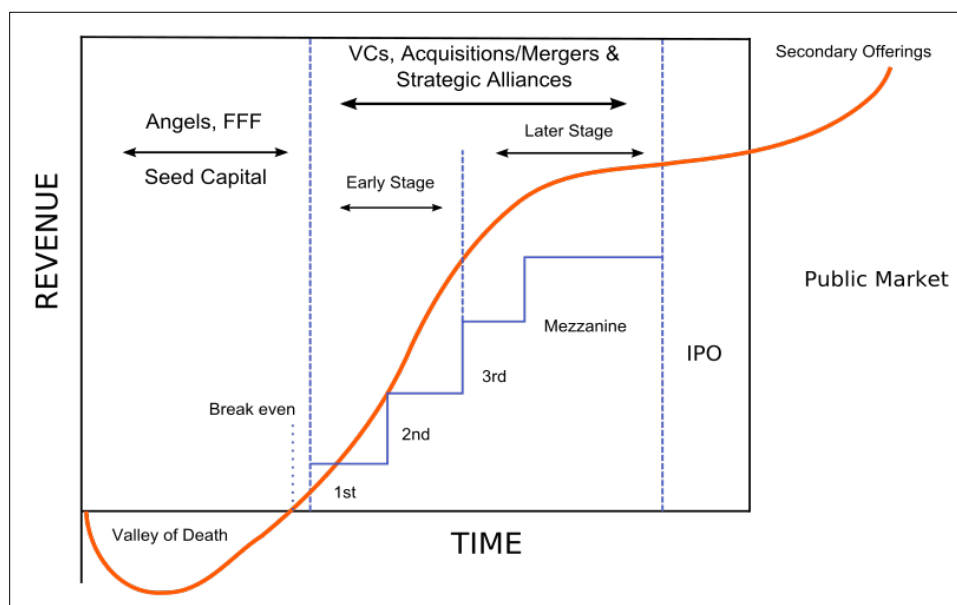 Secondary Offerings
VCs, Acquisitions/Mergers &
Strategic Alliances
Angels, FFF
Seed Capital
Later Stage
Early Stage
REVENUE
Public Market
Mezzanine
IPO
3rd
Break even
2nd
1st
Valley of Death
TIME